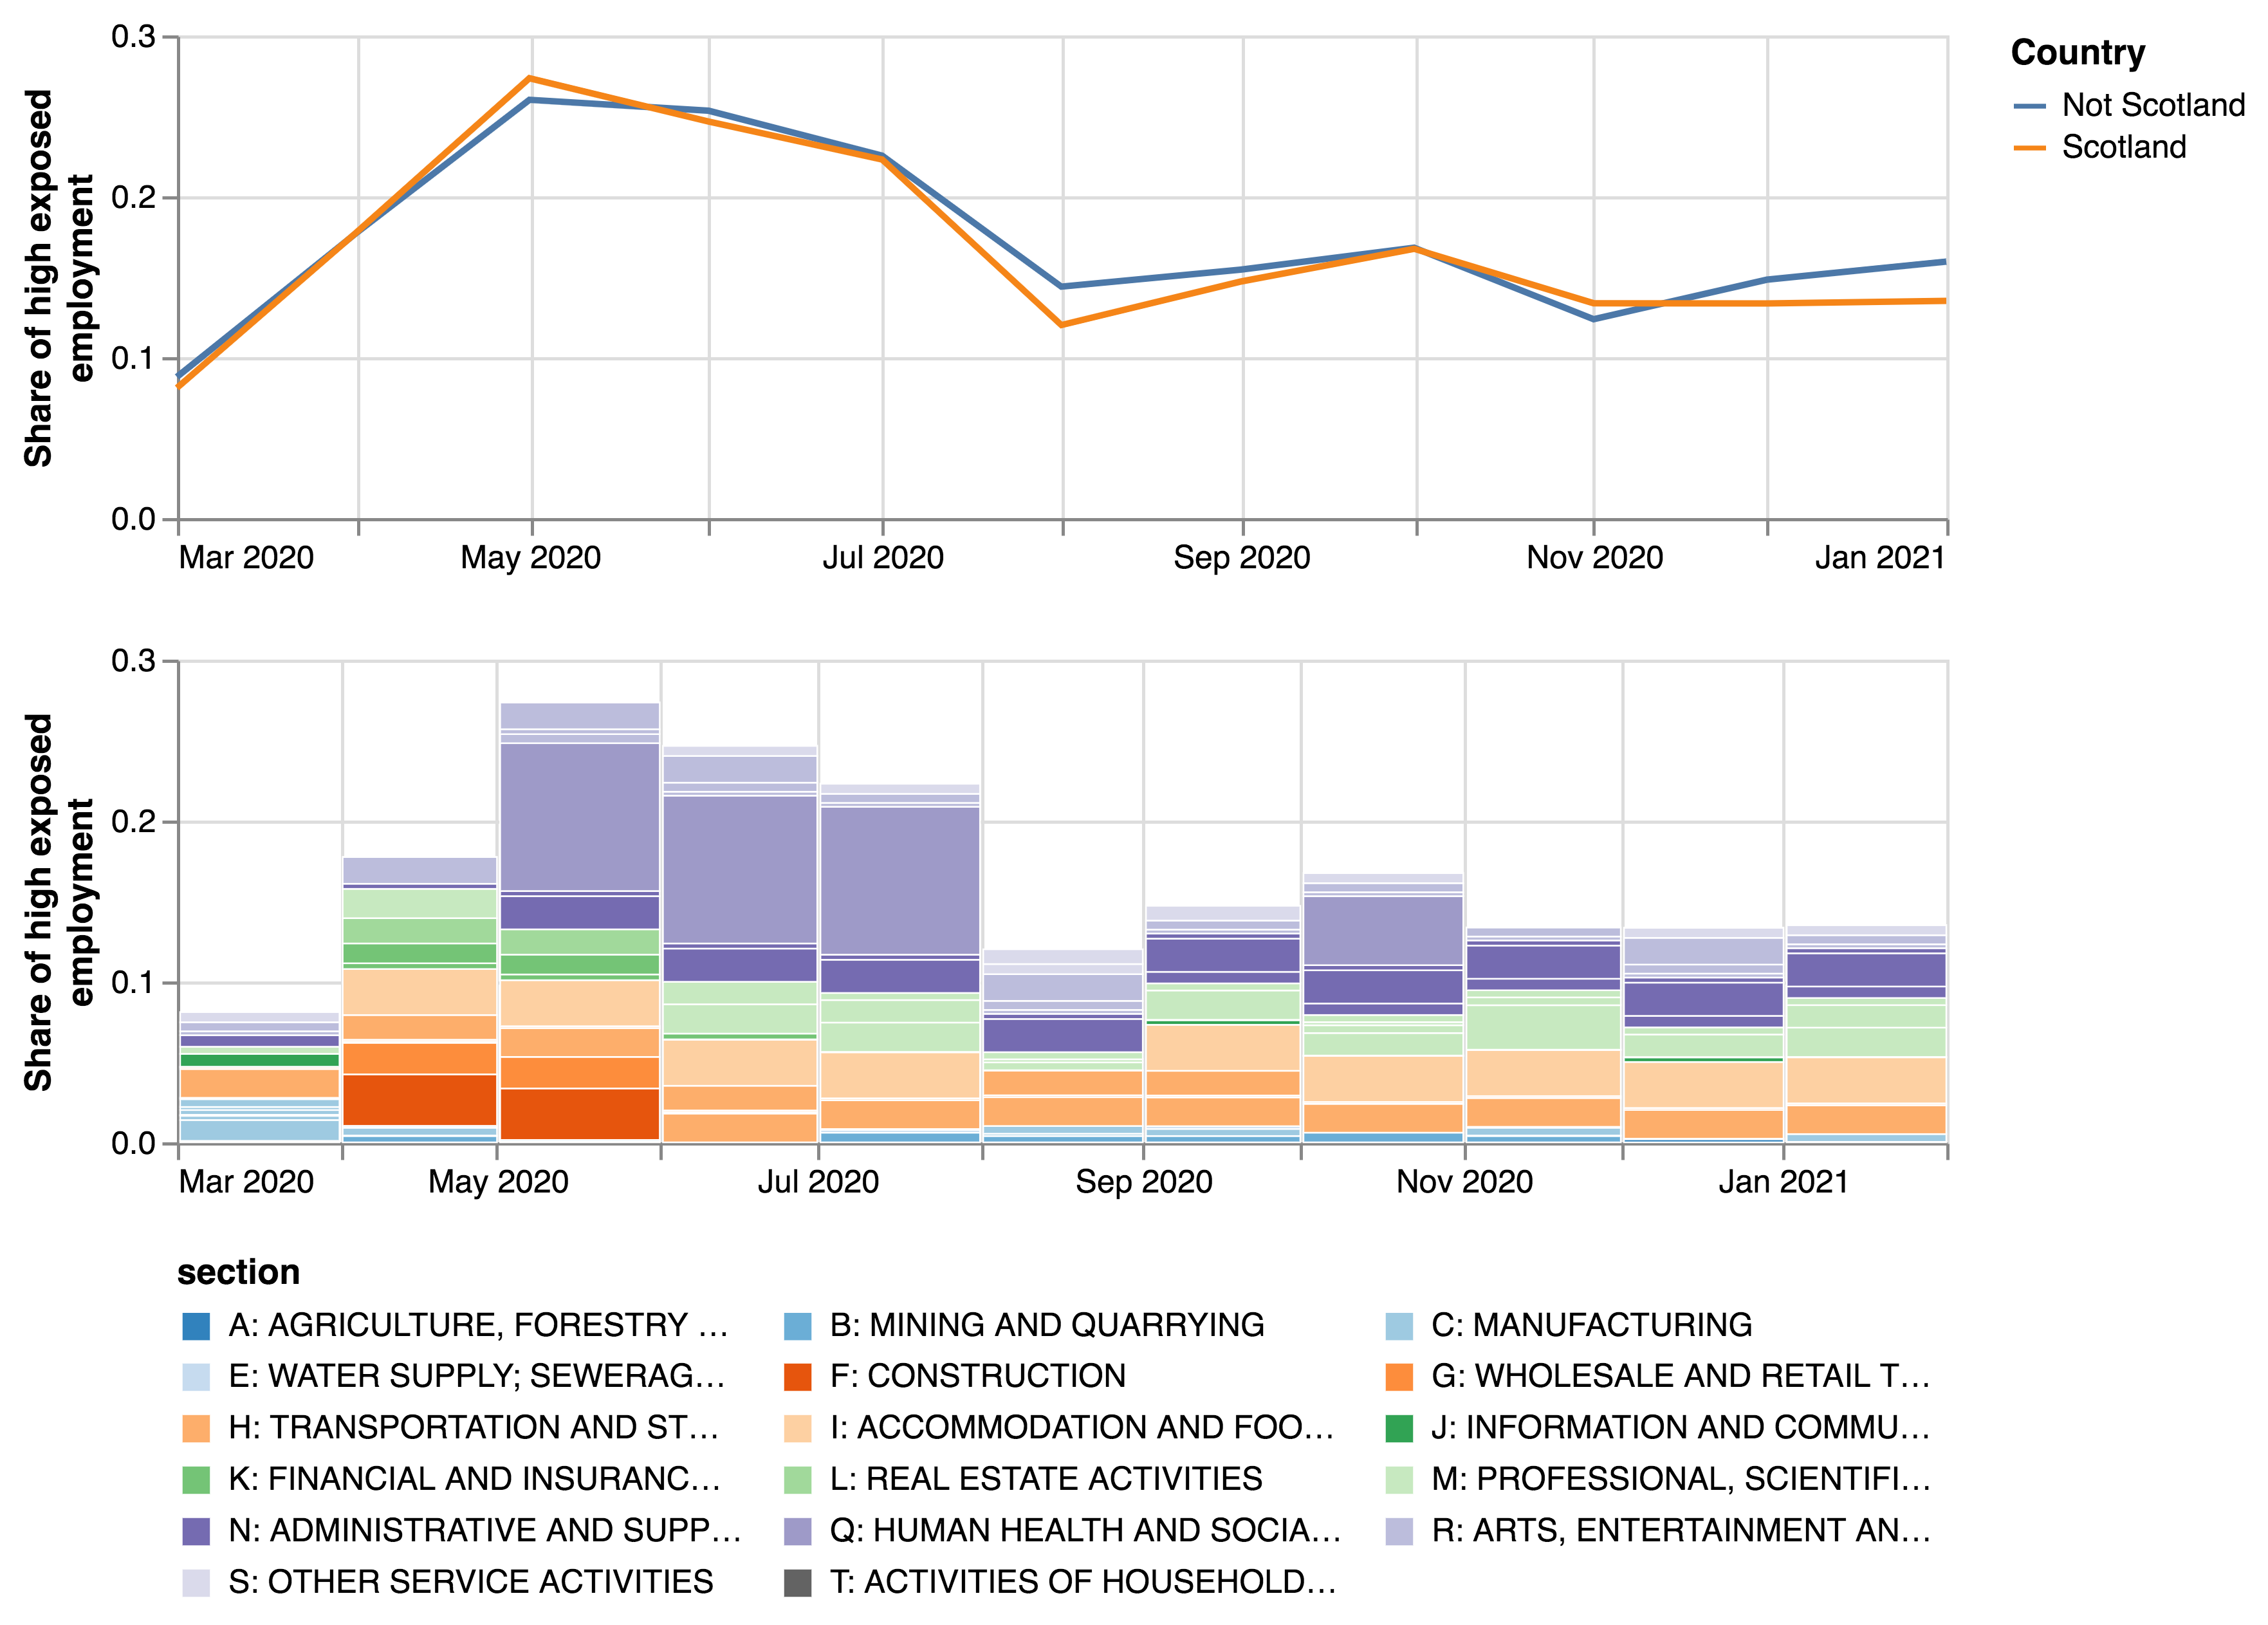 0.3
0.2
0.1
0.0
Share of high exposed
employment
Mar 2020
May 2020
Jul 2020
Sep 2020
Nov 2020
Jan 2021
Country
Not Scotland
Scotland
0.3
0.2
0.1
0.0
Share of high exposed
employment
Mar 2020
May 2020
Jul 2020
Sep 2020
Nov 2020
Jan 2021
section
A: AGRICULTURE, FORESTRY …
B: MINING AND QUARRYING
C: MANUFACTURING
E: WATER SUPPLY; SEWERAG…
F: CONSTRUCTION
G: WHOLESALE AND RETAIL T…
H: TRANSPORTATION AND ST…
I: ACCOMMODATION AND FOO…
J: INFORMATION AND COMMU…
K: FINANCIAL AND INSURANC…
L: REAL ESTATE ACTIVITIES
M: PROFESSIONAL, SCIENTIFI…
N: ADMINISTRATIVE AND SUPP…
Q: HUMAN HEALTH AND SOCIA…
R: ARTS, ENTERTAINMENT AN…
S: OTHER SERVICE ACTIVITIES
T: ACTIVITIES OF HOUSEHOLD…